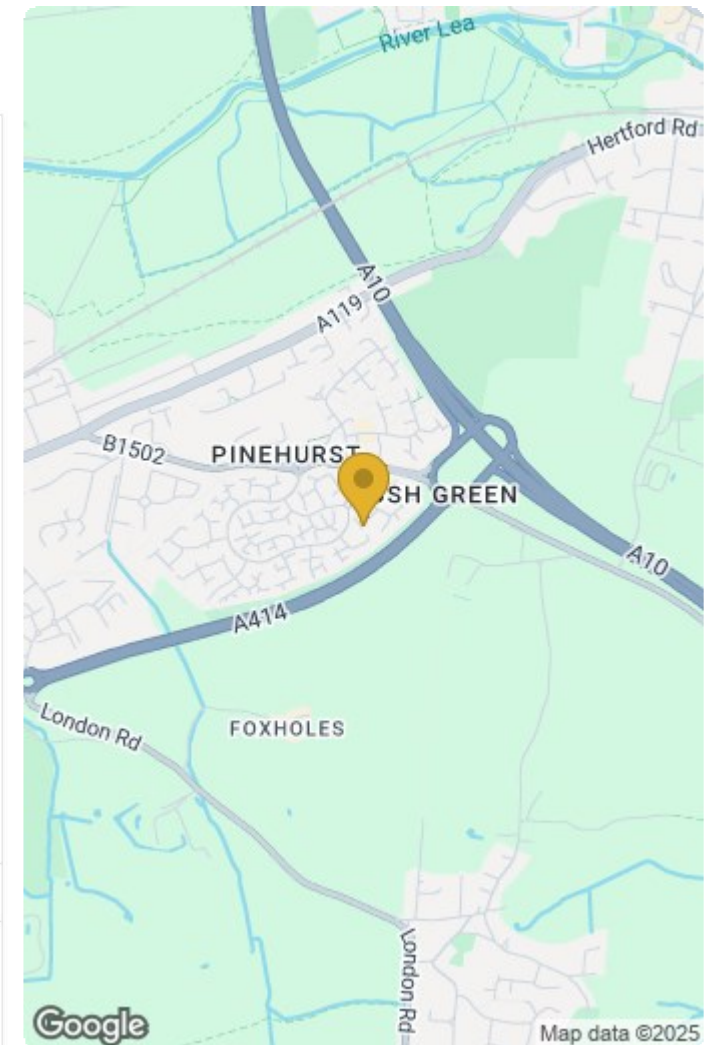 River Lea
Hertford Rd
A10
A119
B1502
PINEHURST
SH GREEN
A10
A414
London Rd
FOXHOLES
London Rd
Google
Map data ©2025